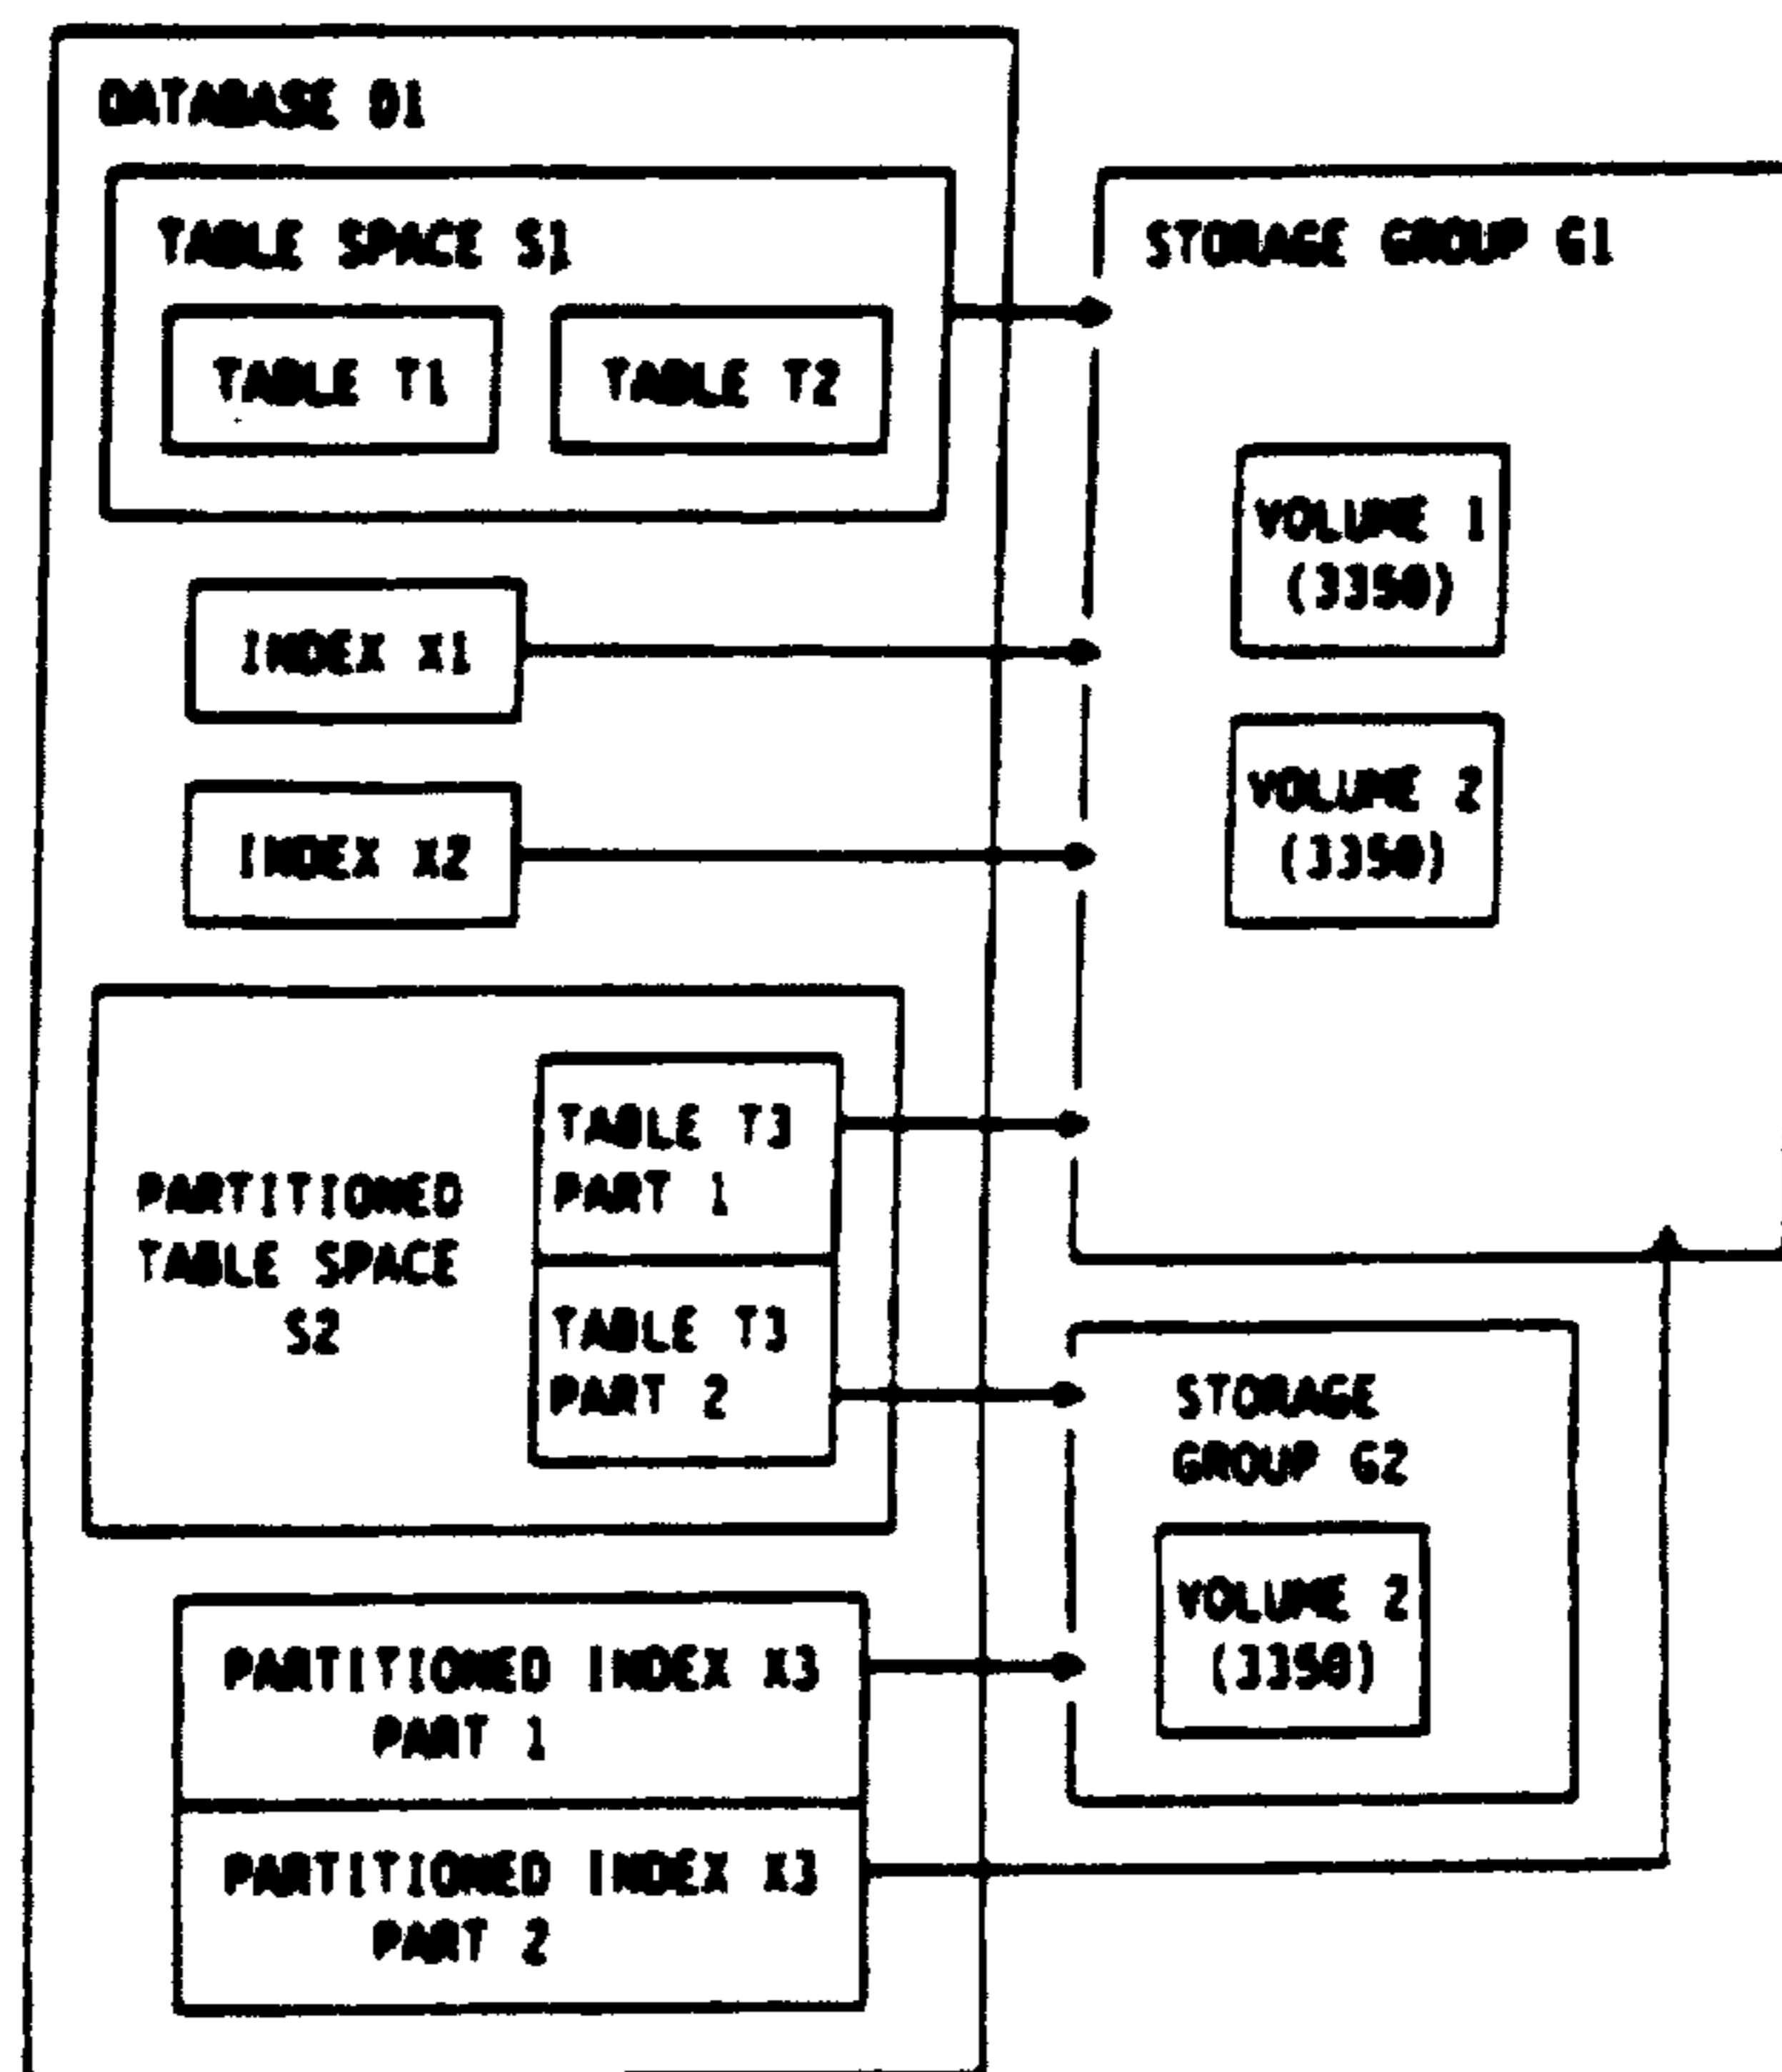 DATABASE D1
TABLE SPACE S1
TABLE T1
TABLE T2
INDEX X1
INDEX X2
PARTITIONED
TABLE SPACE
S2
TABLE T3
PART 1
TABLE T3
PART 2
PARTITIONED INDEX X3
PART 1
PARTITIONED INDEX X3
PART 2
STORAGE GROUP G1
VOLUME 1
(3350)
VOLUME 2
(3350)
STORAGE
GROUP G2
VOLUME 2
(3350)